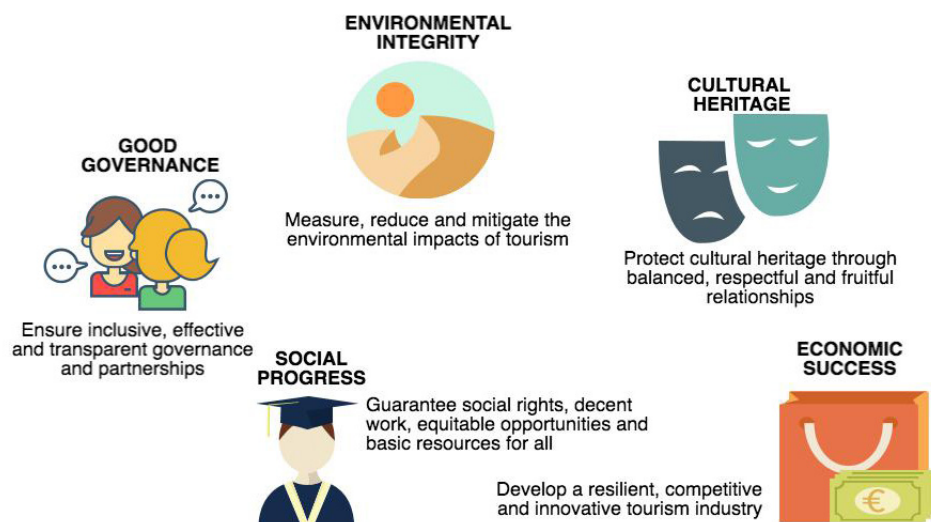 ENVIRONMENTAL
INTEGRITY
Measure, reduce and mitigate the
environmental impacts of tourism
CULTURAL
HERITAGE
Protect cultural heritage through
balanced, respectful and fruitful
relationships
GOOD
GOVERNANCE
Ensure inclusive, effective
and transparent governance
and partnerships
SOCIAL
PROGRESS
Guarantee social rights, decent
work, equitable opportunities and
basic resources for all
ECONOMIC
SUCCESS
€
Develop a resilient, competitive
and innovative tourism industry